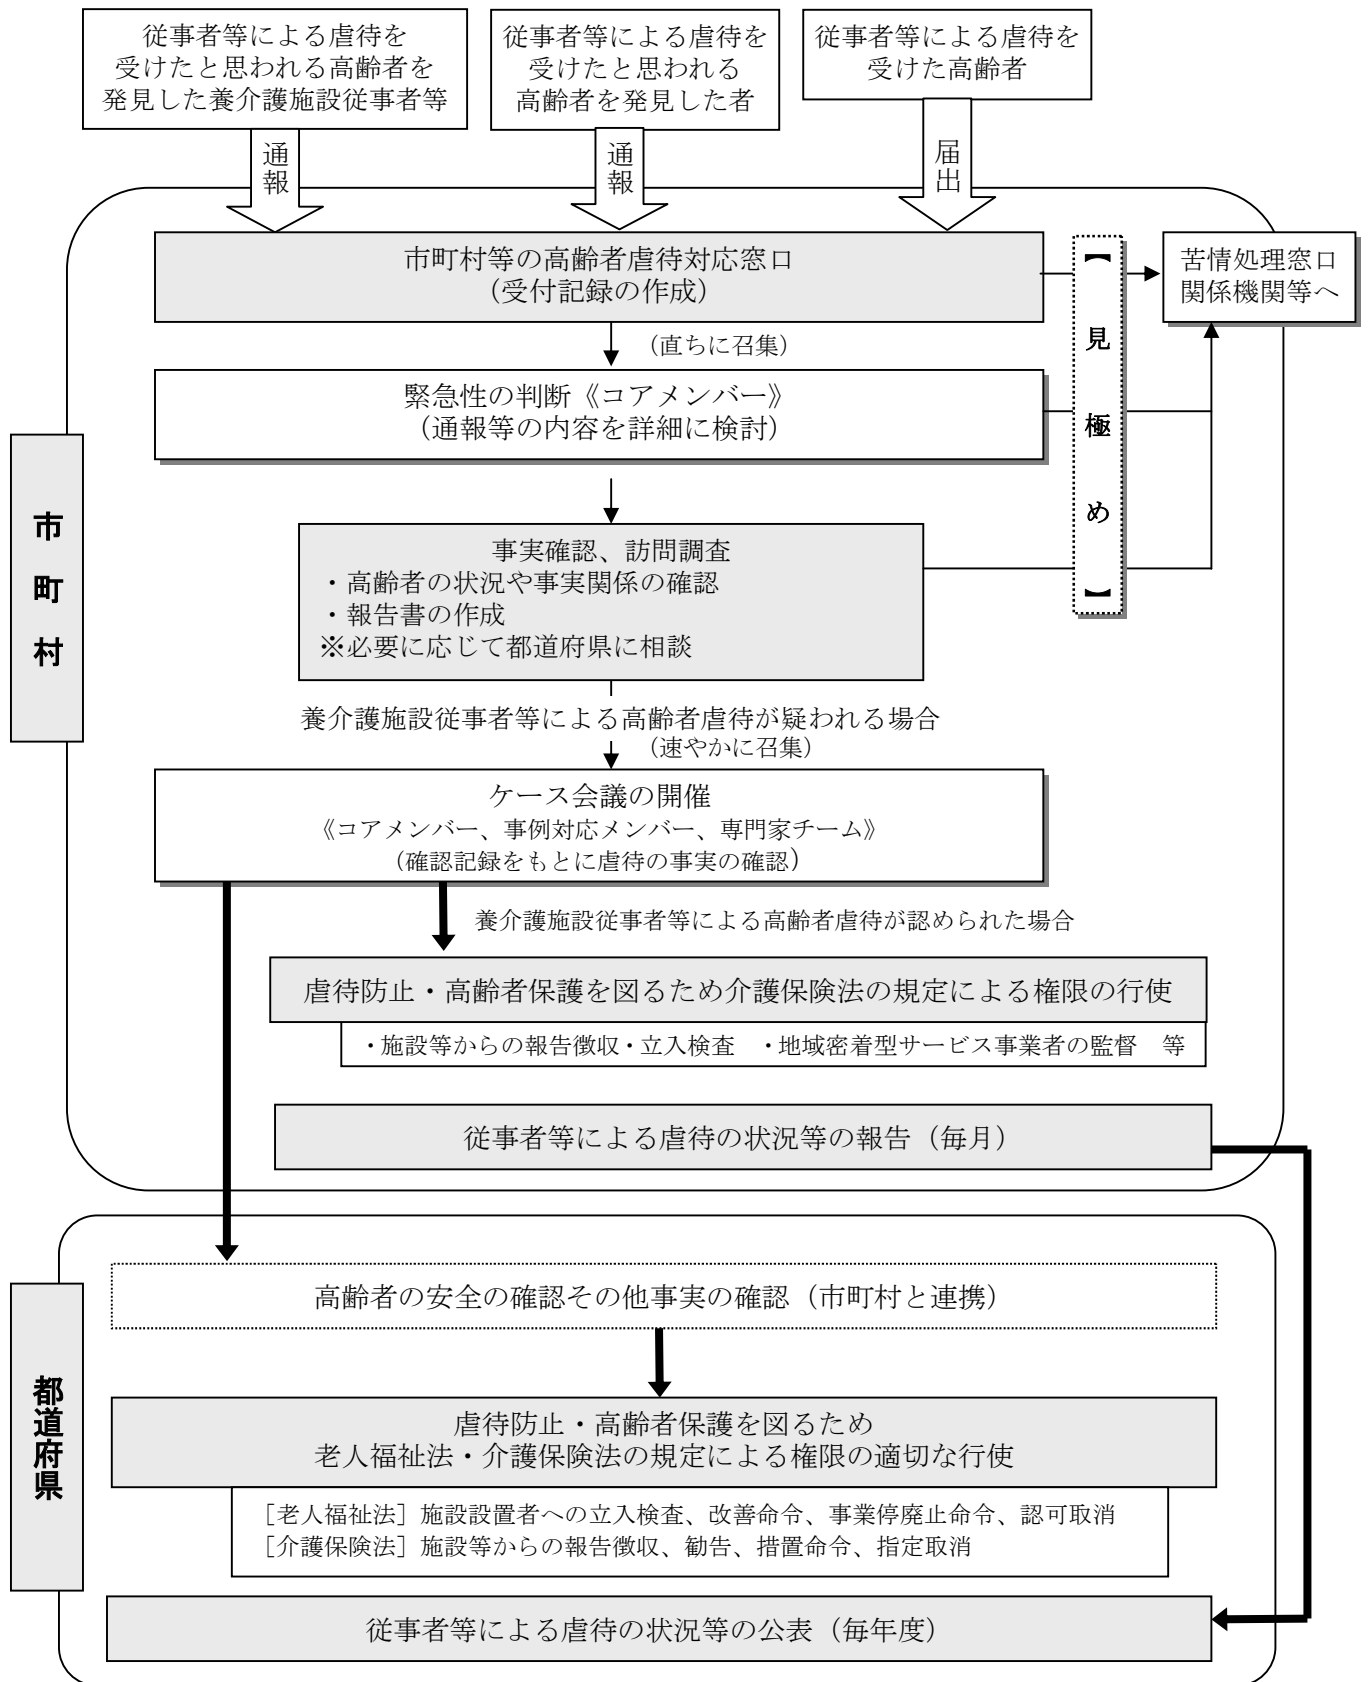 従事者等による虐待を
受けたと思われる高齢者を
発見した養介護施設従事者等
従事者等による虐待を
受けたと思われる
高齢者を発見した者
従事者等による虐待を
受けた高齢者
通報
通報
届出
市町村等の高齢者虐待対応窓口
（受付記録の作成）
苦情処理窓口
関係機関等へ
（直ちに召集）
【見極め】
緊急性の判断《コアメンバー》
（通報等の内容を詳細に検討）
市町村
事実確認、訪問調査
・高齢者の状況や事実関係の確認
・報告書の作成
※必要に応じて都道府県に相談
養介護施設従事者等による高齢者虐待が疑われる場合
（速やかに召集）
ケース会議の開催
《コアメンバー、事例対応メンバー、専門家チーム》
（確認記録をもとに虐待の事実の確認）
養介護施設従事者等による高齢者虐待が認められた場合
虐待防止・高齢者保護を図るため介護保険法の規定による権限の行使
・施設等からの報告徴収・立入検査　・地域密着型サービス事業者の監督　等
従事者等による虐待の状況等の報告（毎月）
都道府県
高齢者の安全の確認その他事実の確認（市町村と連携）
虐待防止・高齢者保護を図るため
老人福祉法・介護保険法の規定による権限の適切な行使
［老人福祉法］施設設置者への立入検査、改善命令、事業停廃止命令、認可取消
［介護保険法］施設等からの報告徴収、勧告、措置命令、指定取消
従事者等による虐待の状況等の公表（毎年度）